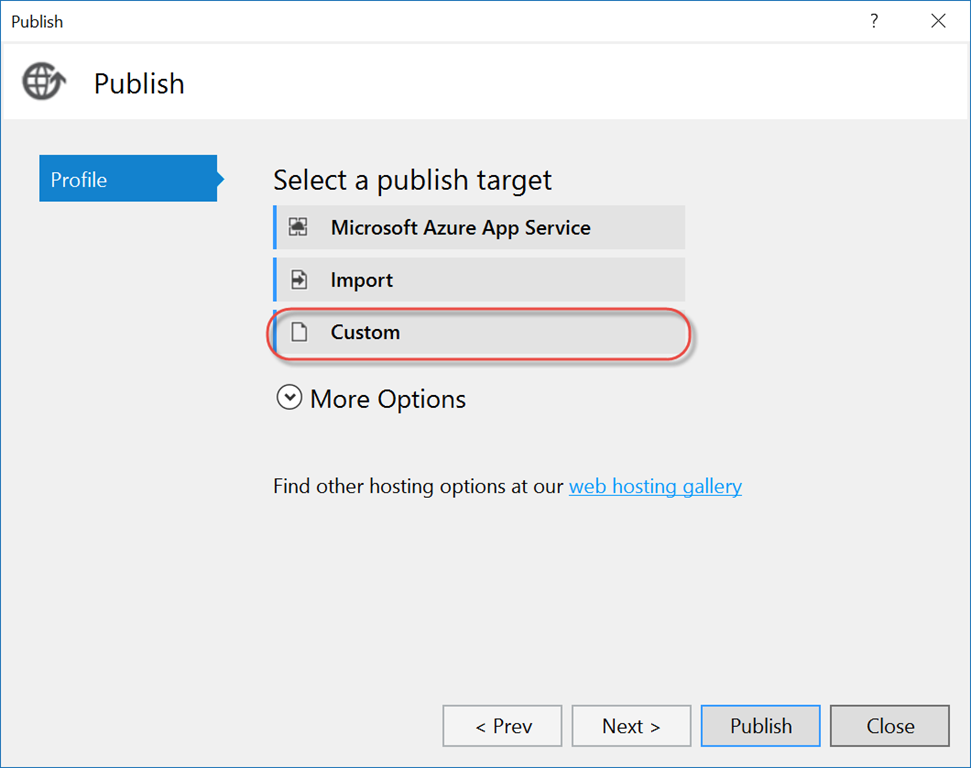 Publish
?
Publish
Profile
Select a publish target
Microsoft Azure App Service
Import
Custom
More Options
Find other hosting options at our web hosting gallery
< Prev
Next >
Publish
Close